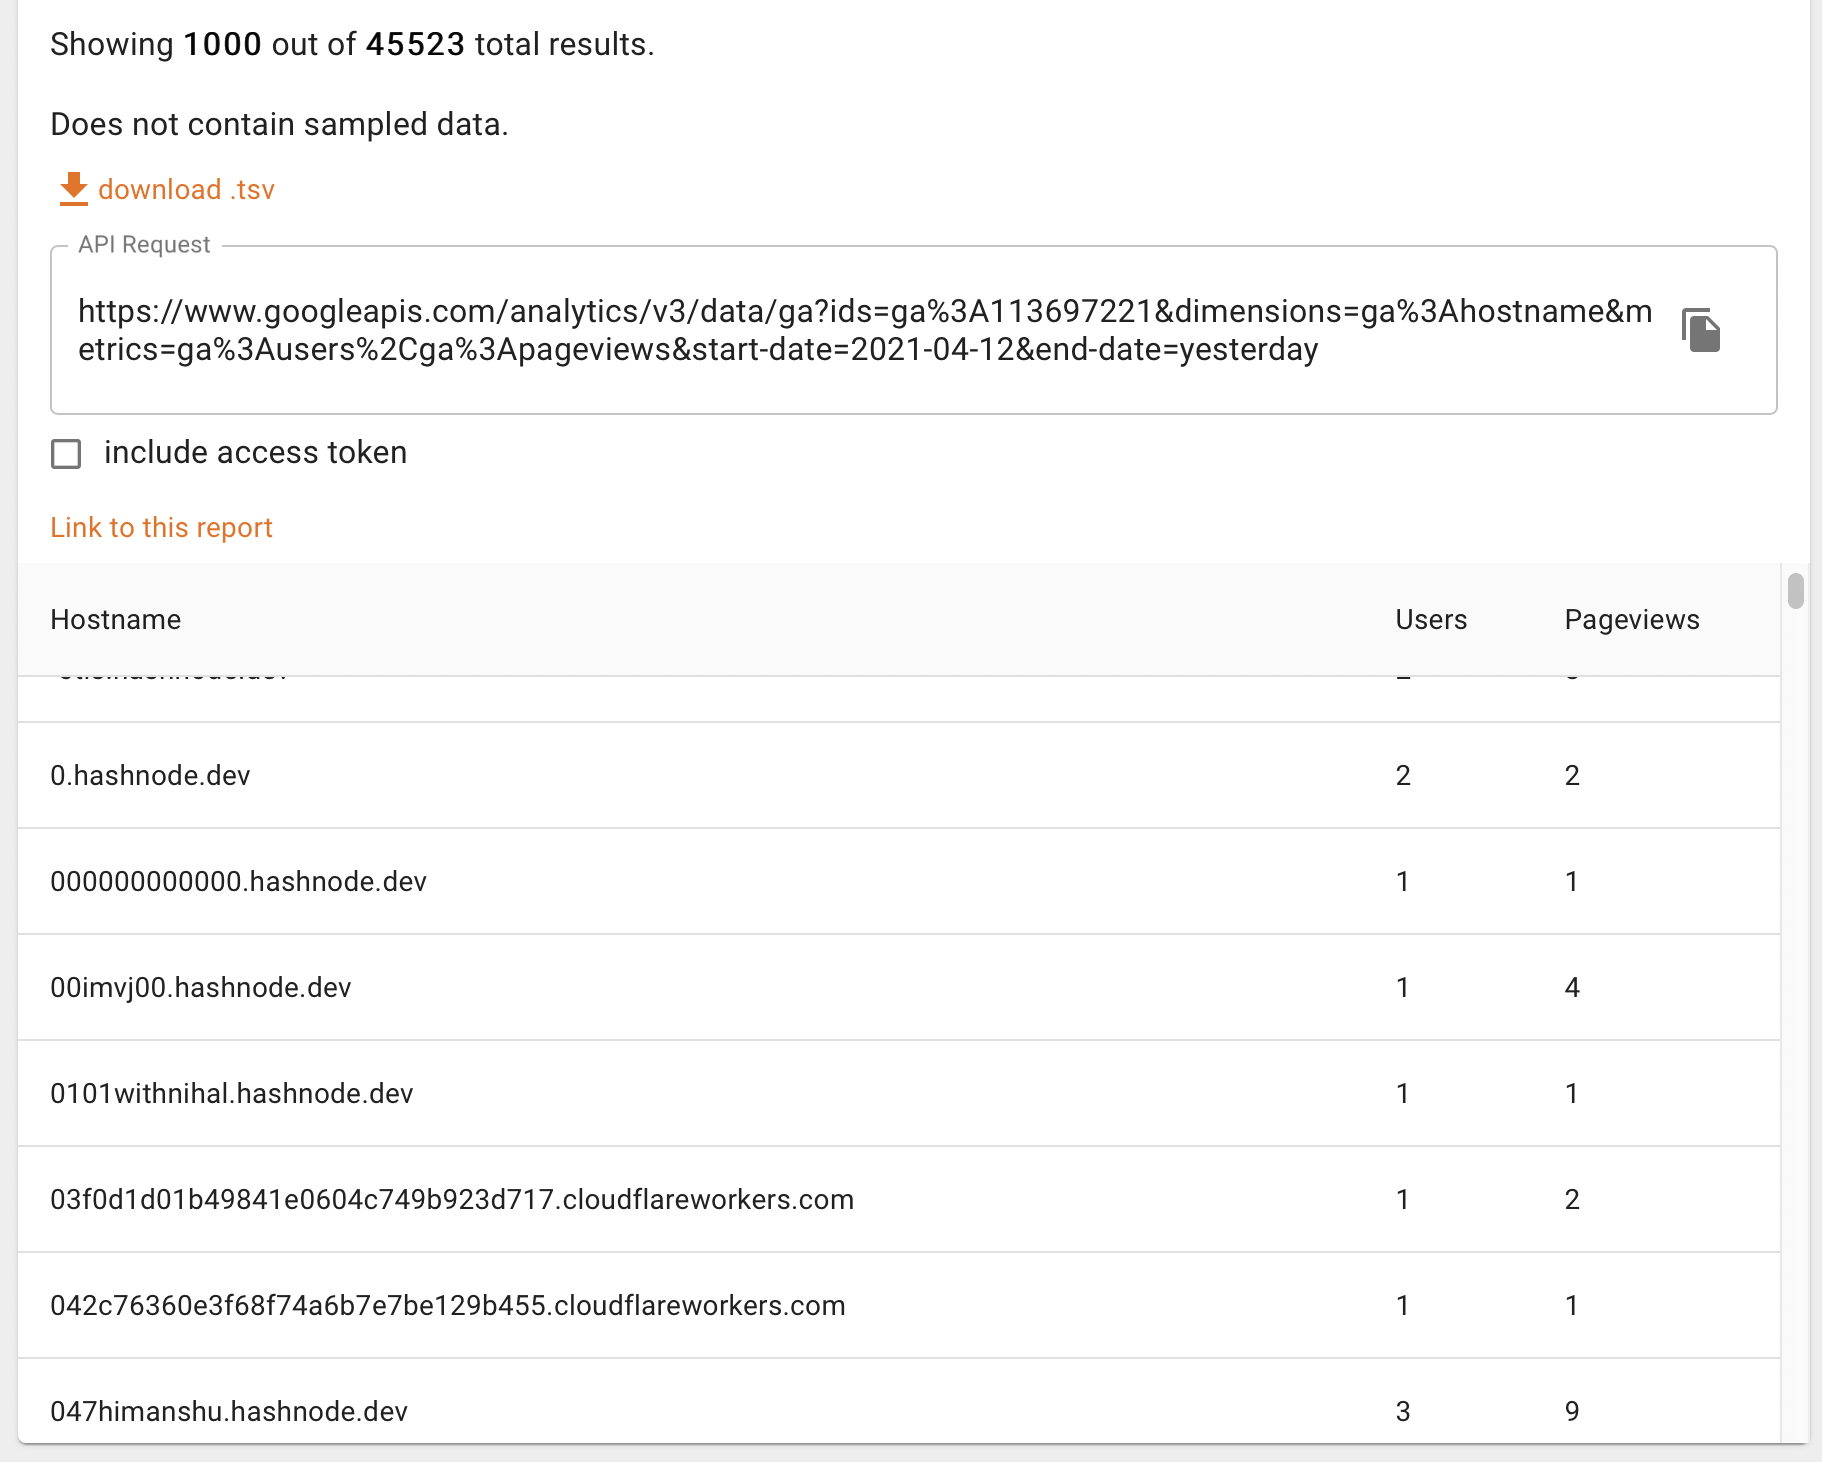 Showing 1000 out of 45523 total results.
Does not contain sampled data.
download .tsv
API Request
https://www.googleapis.com/analytics/v3/data/ga?ids=ga%3A113697221&dimensions=ga%3Ahostname&m
etrics=ga%3Ausers%2Cga%3Apageviews&start-date=2021-04-12&end-date=yesterday
include access token
Link to this report
Hostname Users Pageviews
0.hashnode.dev 2 2
000000000000.hashnode.dev 1 1
00imvj00.hashnode.dev 1 4
0101withnihal.hashnode.dev 1 1
03f0d1d01b49841e0604c749b923d717.cloudflareworkers.com 1 2
042c76360e3f68f74a6b7e7be129b455.cloudflareworkers.com 1 1
047himanshu.hashnode.dev 3 9